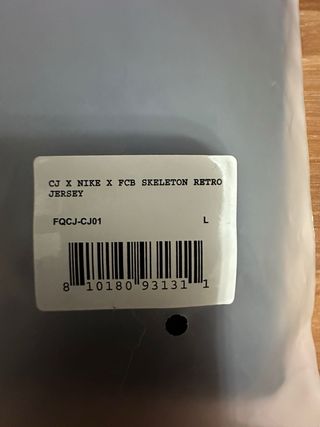 CJ X NIKE X FCB SKELETON RETRO
JERSEY
FQCJ-CJ01 L
8 10180 93131 1